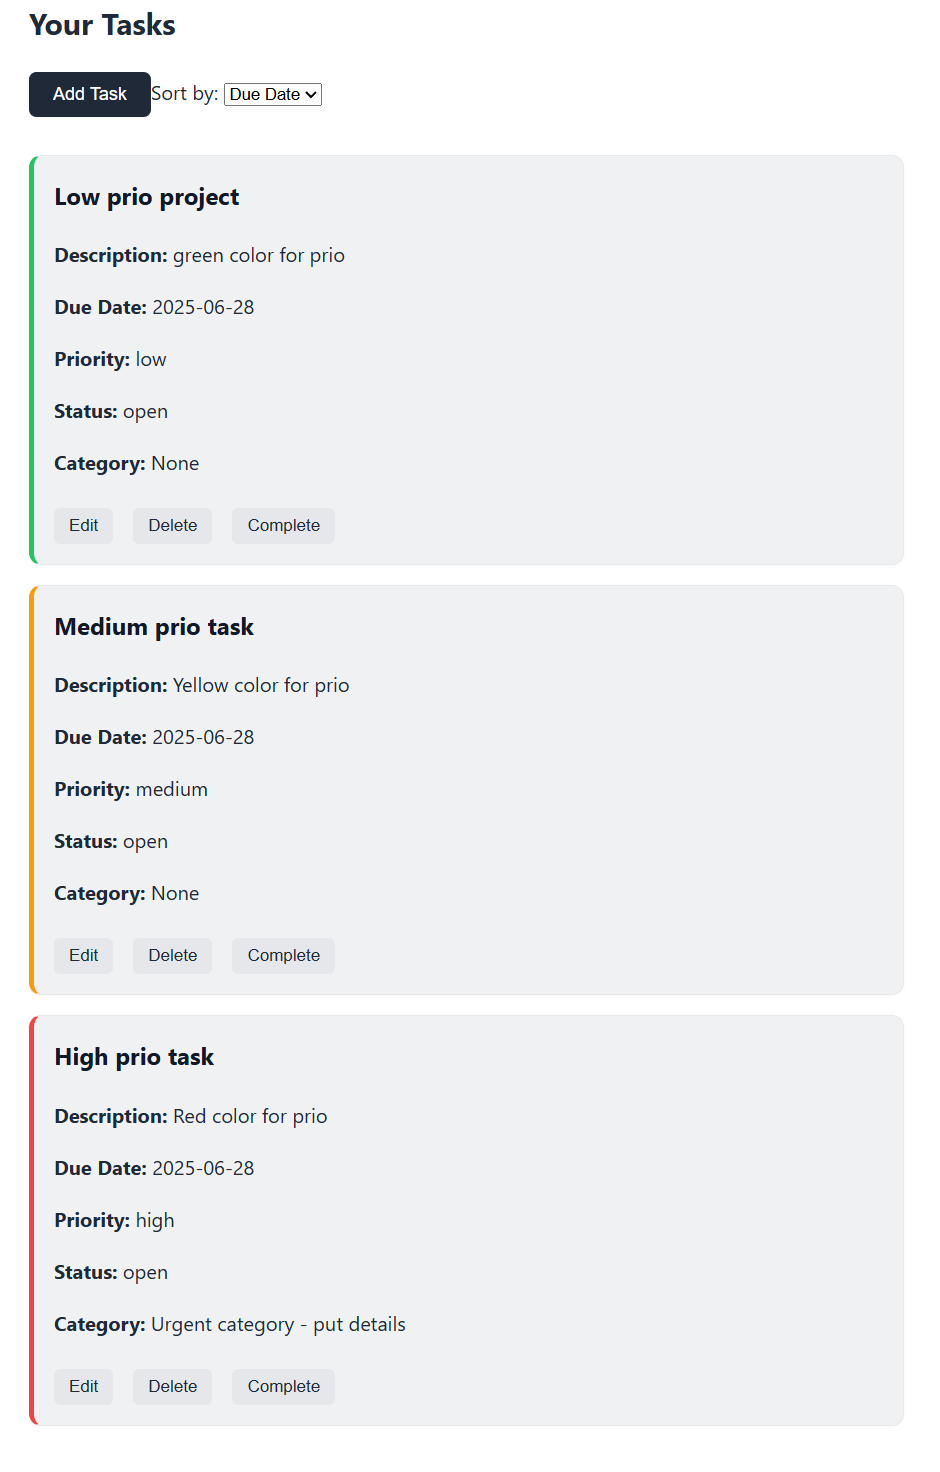 Your Tasks
Add Task Sort by: Due Date
Low prio project
Description: green color for prio
Due Date: 2025-06-28
Priority: low
Status: open
Category: None
Edit Delete Complete
Medium prio task
Description: Yellow color for prio
Due Date: 2025-06-28
Priority: medium
Status: open
Category: None
Edit Delete Complete
High prio task
Description: Red color for prio
Due Date: 2025-06-28
Priority: high
Status: open
Category: Urgent category - put details
Edit Delete Complete